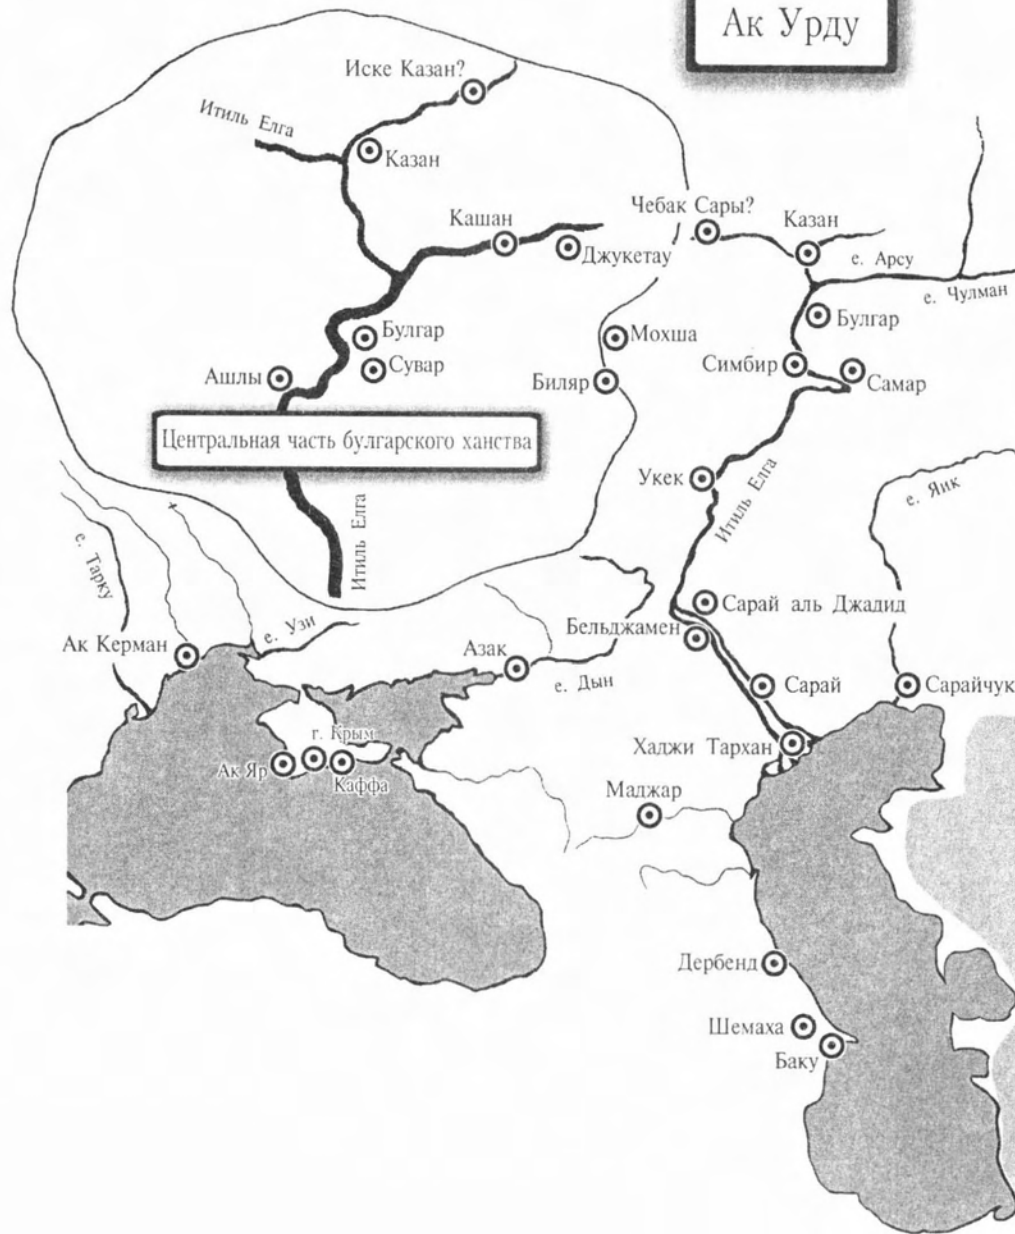 Ак Урду
Иске Казан?
Итиль Елга
Казан
Кашан
Джукетау
Чебак Сары?
Казан
е. Арсу
е. Чулман
Булгар
Сувар
Ашлы
Мохша
Биляр
Булгар
Симбир
Самар
Центральная часть булгарского ханства
Итиль Елга
Укек
Итиль Елга
е. Яик
е. Тарку
е. Узи
Ак Керман
Азак
е. Дын
Сарай аль Джадид
Бельджамен
Сарай
Сарайчук
Хаджи Тархан
г. Крым
Ак Яр
Каффа
Маджар
Дербенд
Шемаха
Баку